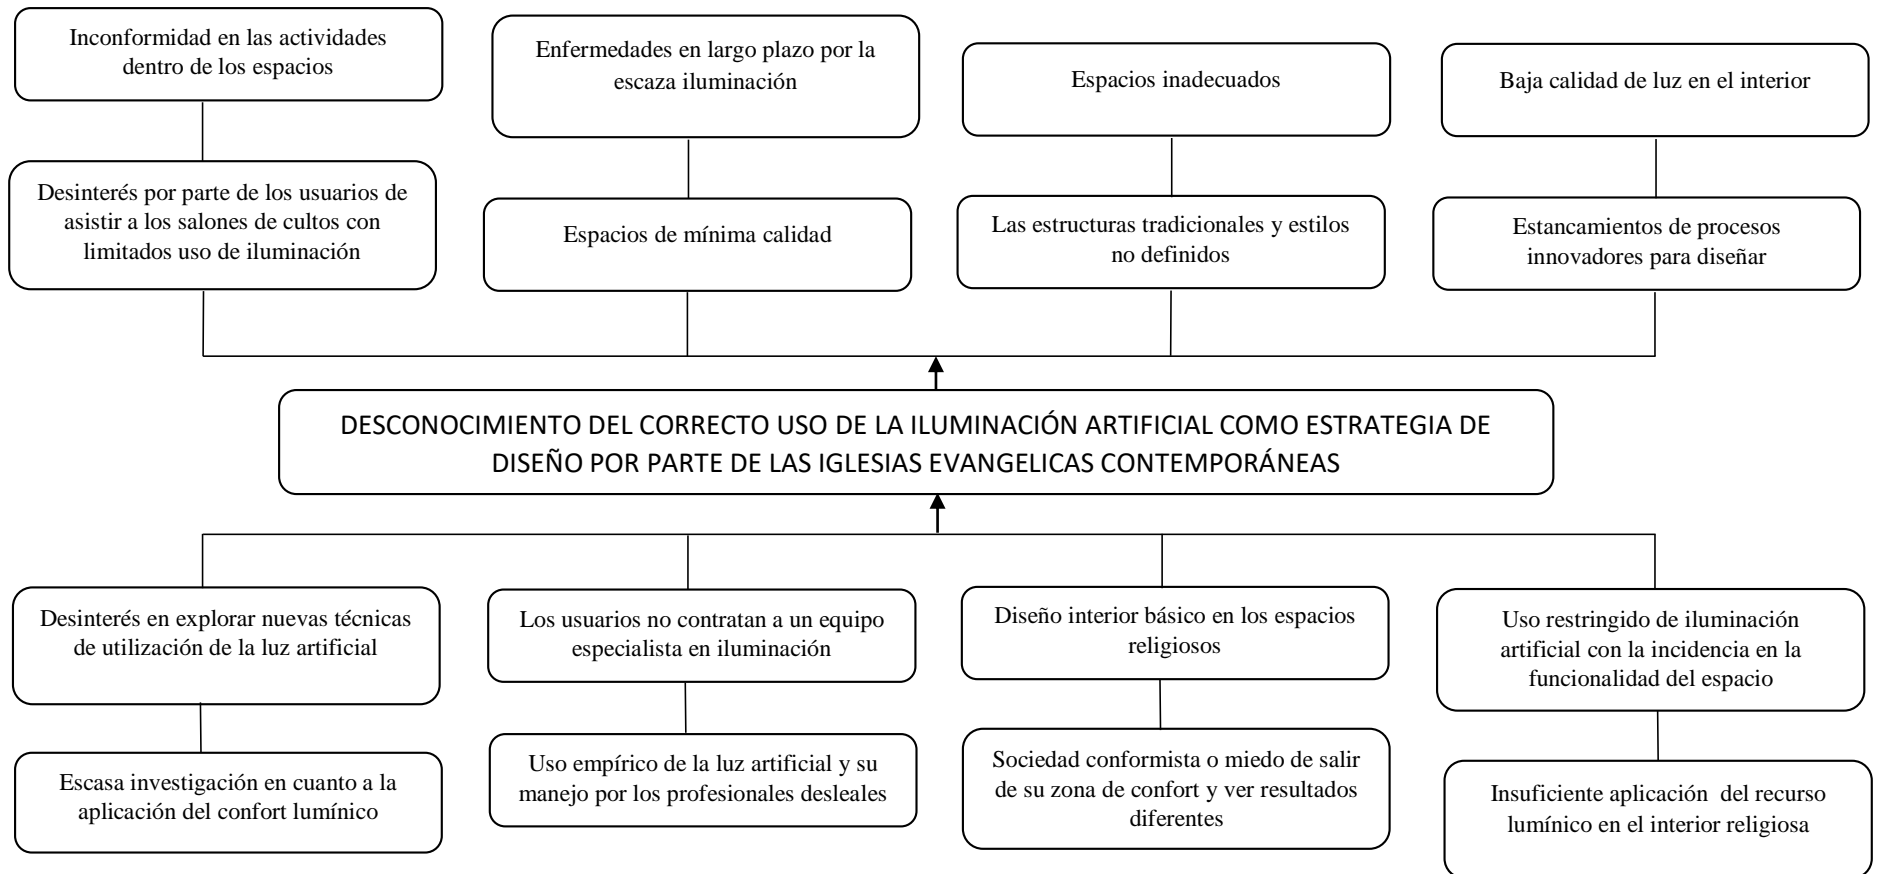 Inconformidad en las actividades
dentro de los espacios
Enfermedades en largo plazo por la
escaza iluminación
Espacios inadecuados
Baja calidad de luz en el interior
Desinterés por parte de los usuarios de
asistir a los salones de cultos con
limitados uso de iluminación
Espacios de mínima calidad
Las estructuras tradicionales y estilos
no definidos
Estancamientos de procesos
innovadores para diseñar
DESCONOCIMIENTO DEL CORRECTO USO DE LA ILUMINACIÓN ARTIFICIAL COMO ESTRATEGIA DE
DISEÑO POR PARTE DE LAS IGLESIAS EVANGELICAS CONTEMPORÁNEAS
Desinterés en explorar nuevas técnicas
de utilización de la luz artificial
Los usuarios no contratan a un equipo
especialista en iluminación
Diseño interior básico en los espacios
religiosos
Uso restringido de iluminación
artificial con la incidencia en la
funcionalidad del espacio
Escasa investigación en cuanto a la
aplicación del confort lumínico
Uso empírico de la luz artificial y su
manejo por los profesionales desleales
Sociedad conformista o miedo de salir
de su zona de confort y ver resultados
diferentes
Insuficiente aplicación  del recurso
lumínico en el interior religiosa